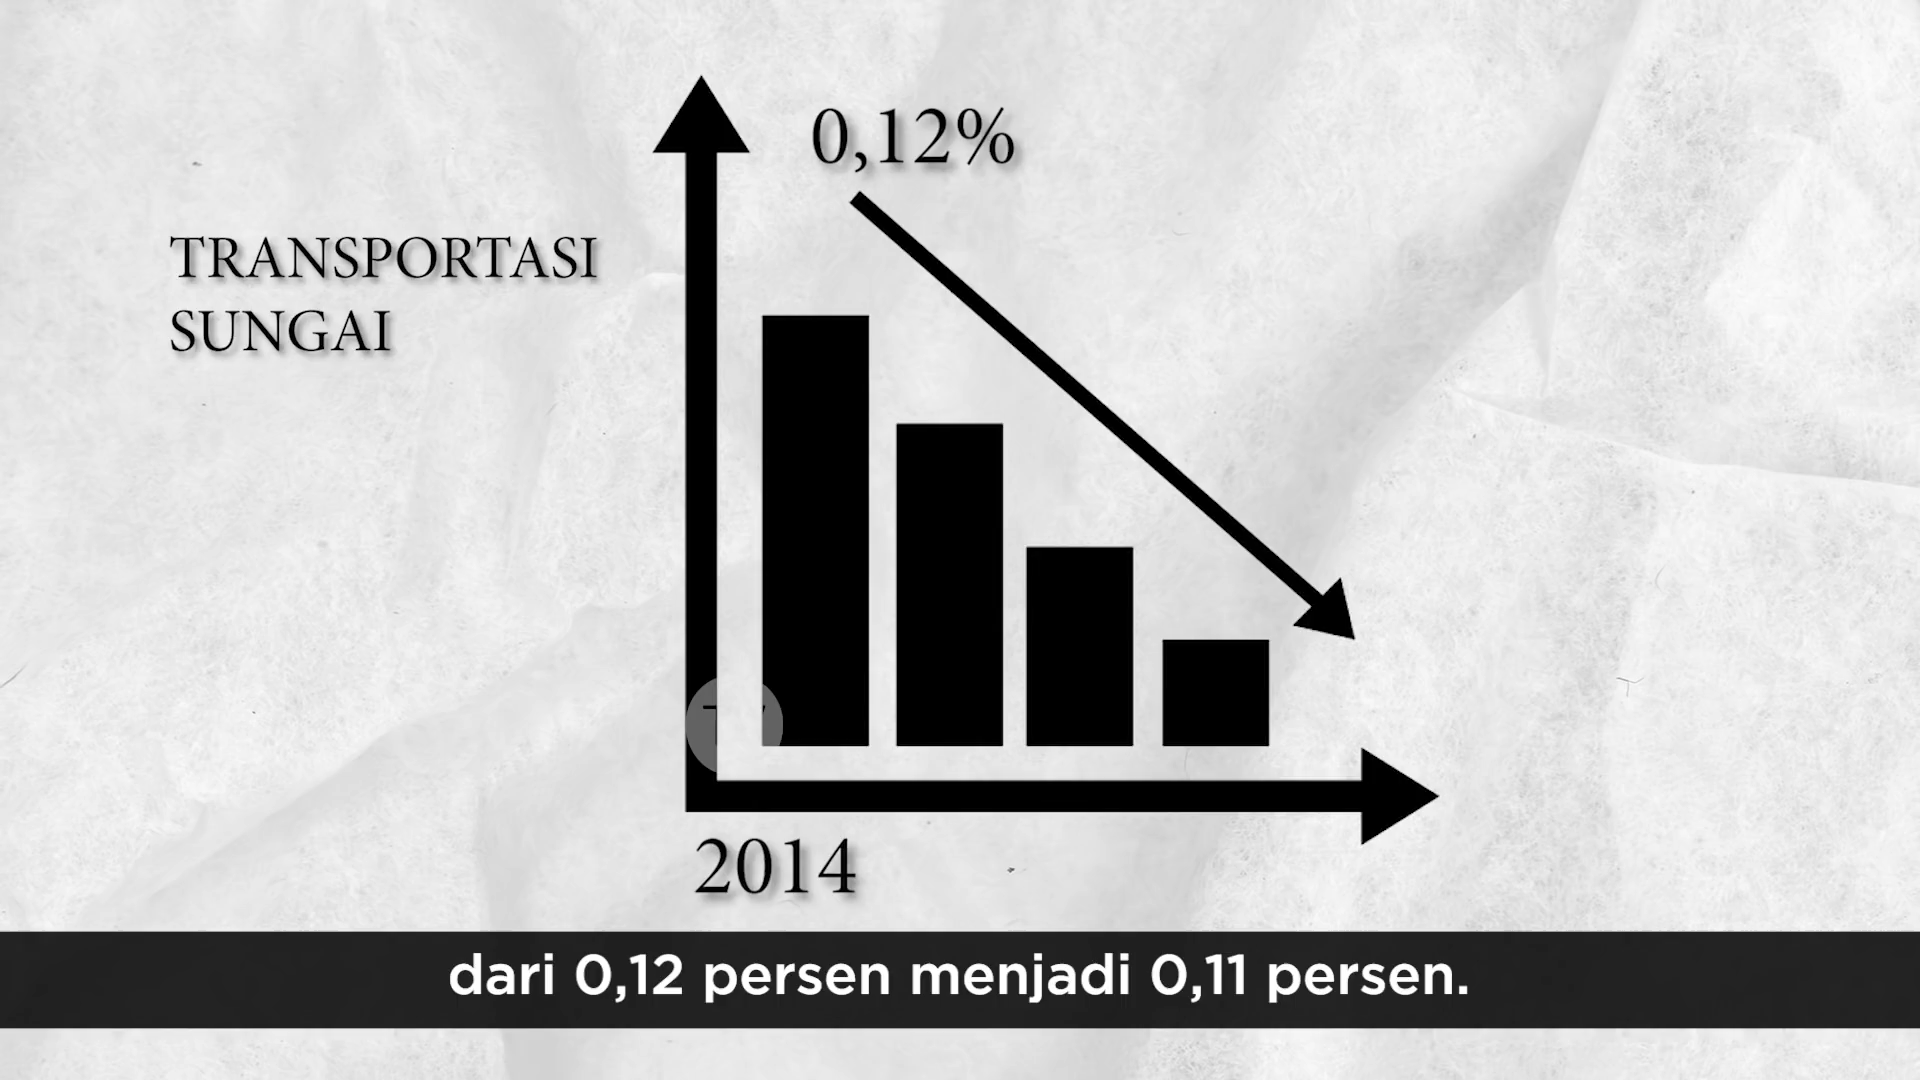 0,12%
TRANSPORTASI
SUNGAI
2014
dari 0,12 persen menjadi 0,11 persen.